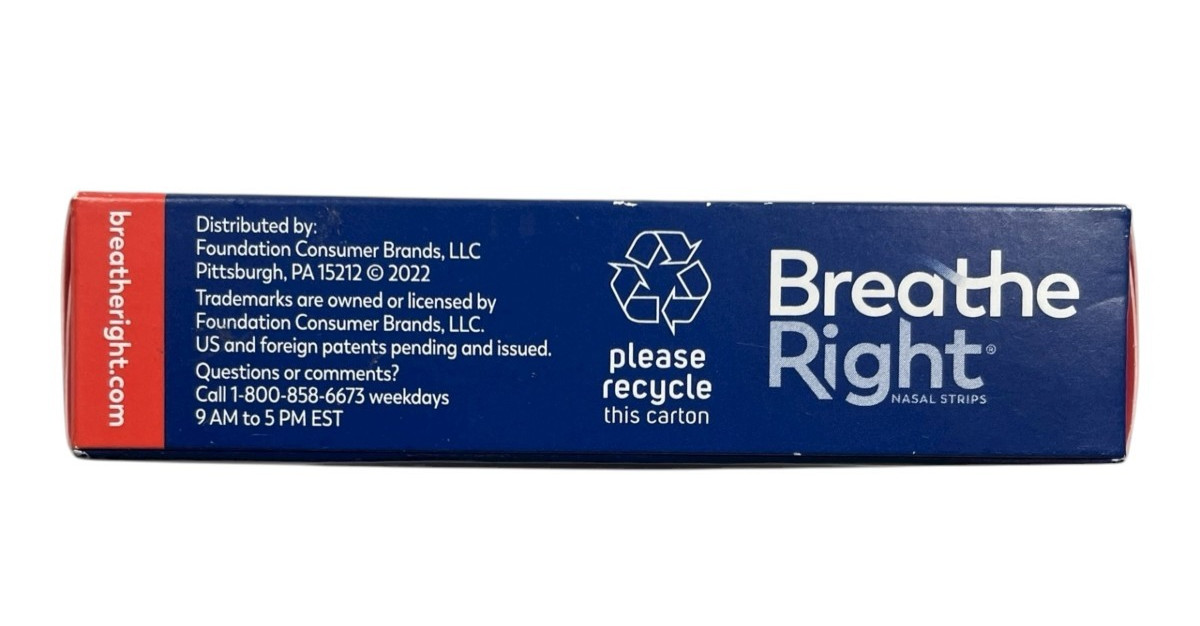 breatheright.com
Distributed by:
Foundation Consumer Brands, LLC
Pittsburgh, PA 15212 © 2022
Trademarks are owned or licensed by
Foundation Consumer Brands, LLC.
US and foreign patents pending and issued.
Questions or comments?
Call 1-800-858-6673 weekdays
9 AM to 5 PM EST
please
recycle
this carton
Breathe
Right®
NASAL STRIPS